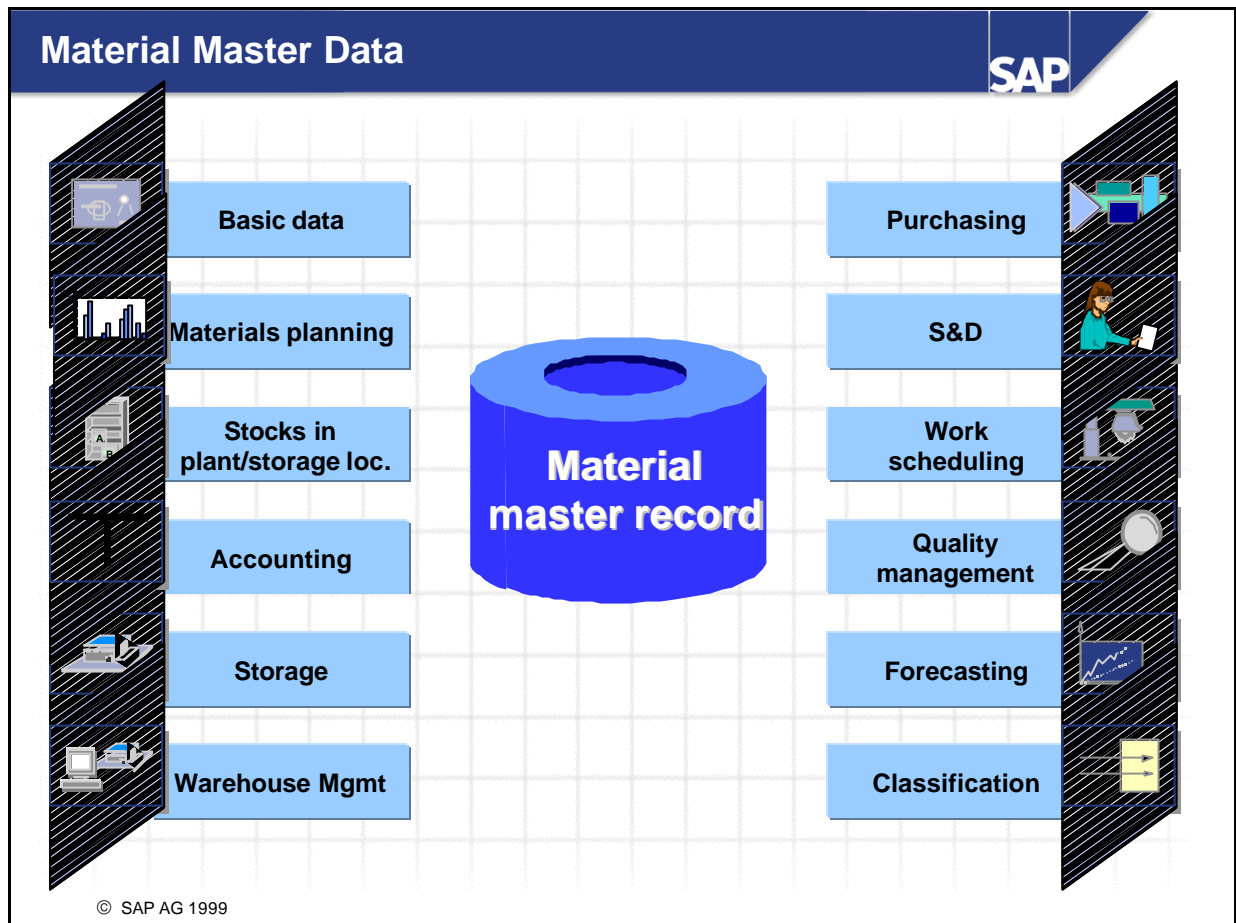 Material Master Data
SAP
Basic data
Materials planning
Stocks in
plant/storage loc.
Accounting
Storage
Warehouse Mgmt
Material
master record
Purchasing
S&D
Work
scheduling
Quality
management
Forecasting
Classification
A
B
© SAP AG 1999